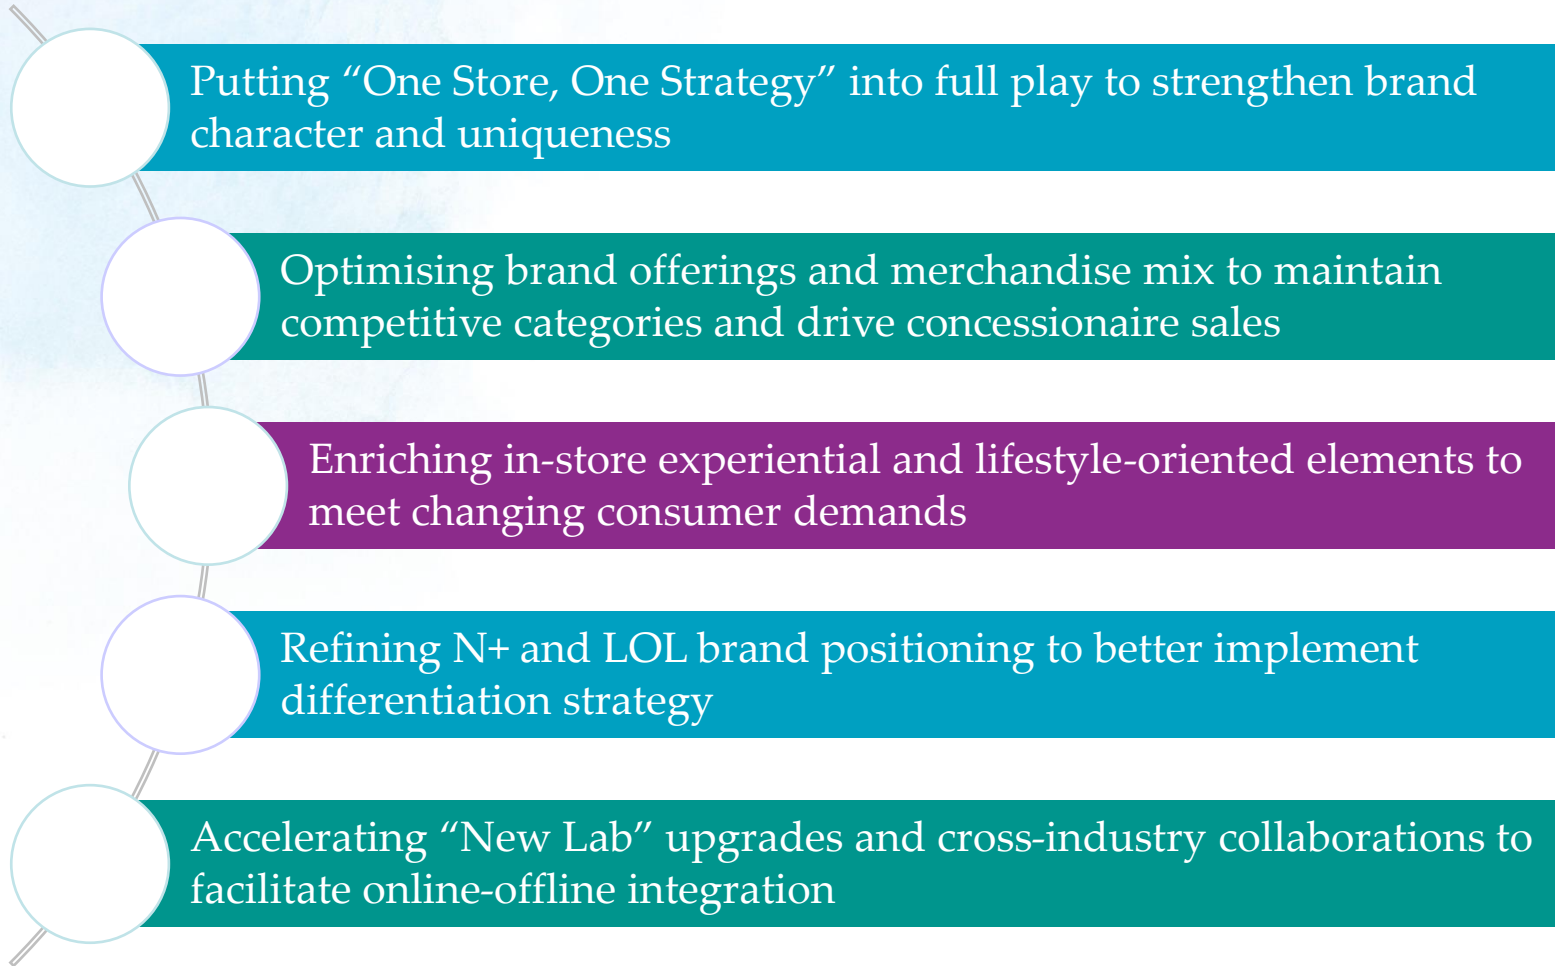 Putting “One Store, One Strategy” into full play to strengthen brand
character and uniqueness
Optimising brand offerings and merchandise mix to maintain
competitive categories and drive concessionaire sales
Enriching in-store experiential and lifestyle-oriented elements to
meet changing consumer demands
Refining N+ and LOL brand positioning to better implement
differentiation strategy
Accelerating “New Lab” upgrades and cross-industry collaborations to
facilitate online-offline integration